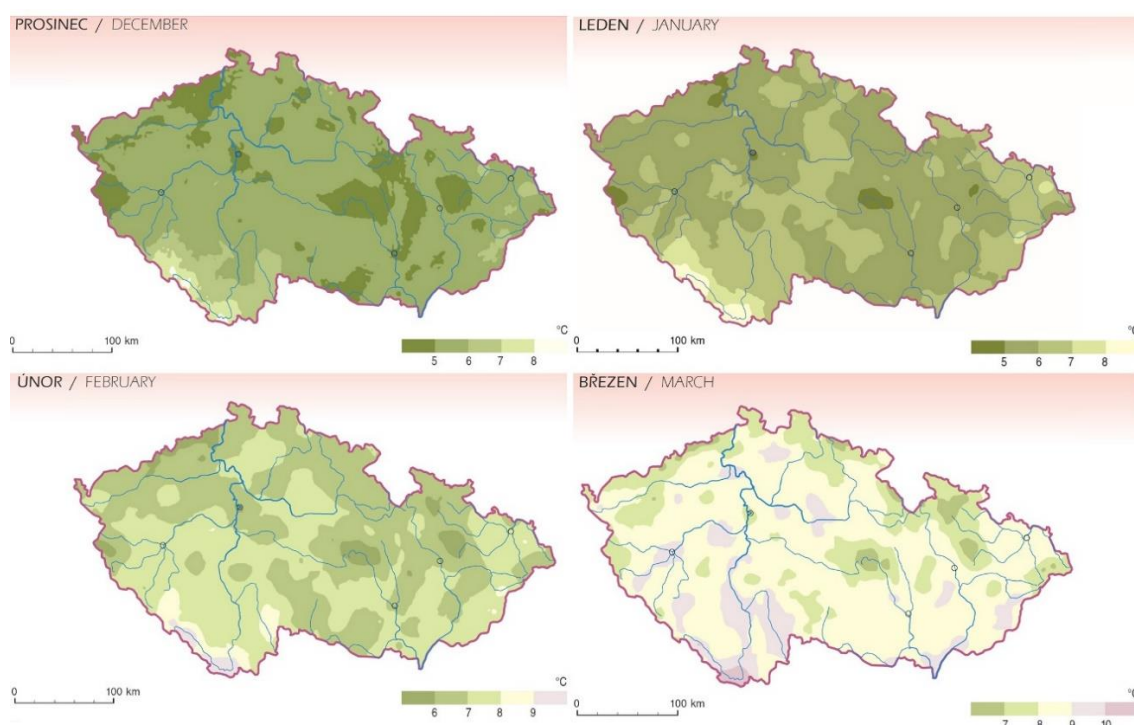 PROSINEC / DECEMBER
LEDEN / JANUARY
0 100 km
°C
5 6 7 8
0 100 km
°C
5 6 7 8
ÚNOR / FEBRUARY
BŘEZEN / MARCH
0 100 km
°C
6 7 8 9
0 100 km
°C
7 8 9 10